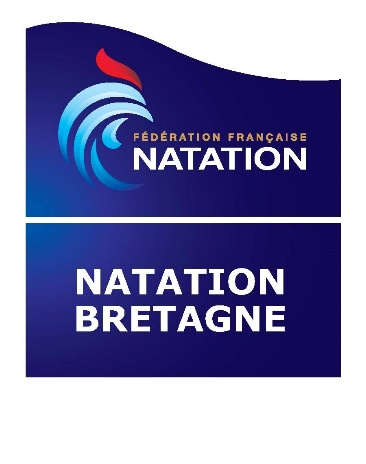 FÉDÉRATION FRANÇAISE
NATATION
NATATION
BRETAGNE